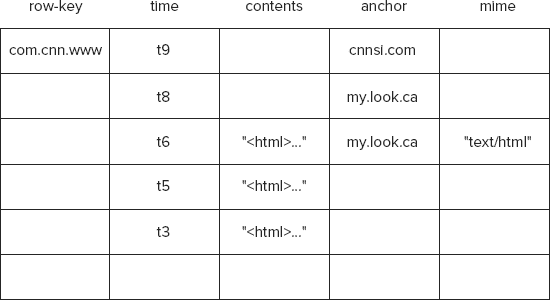 row-key time contents anchor mime
com.cnn.www t9 cnnsi.com
t8 my.look.ca
t6 "<html>..." my.look.ca "text/html"
t5 "<html>..."
t3 "<html>..."